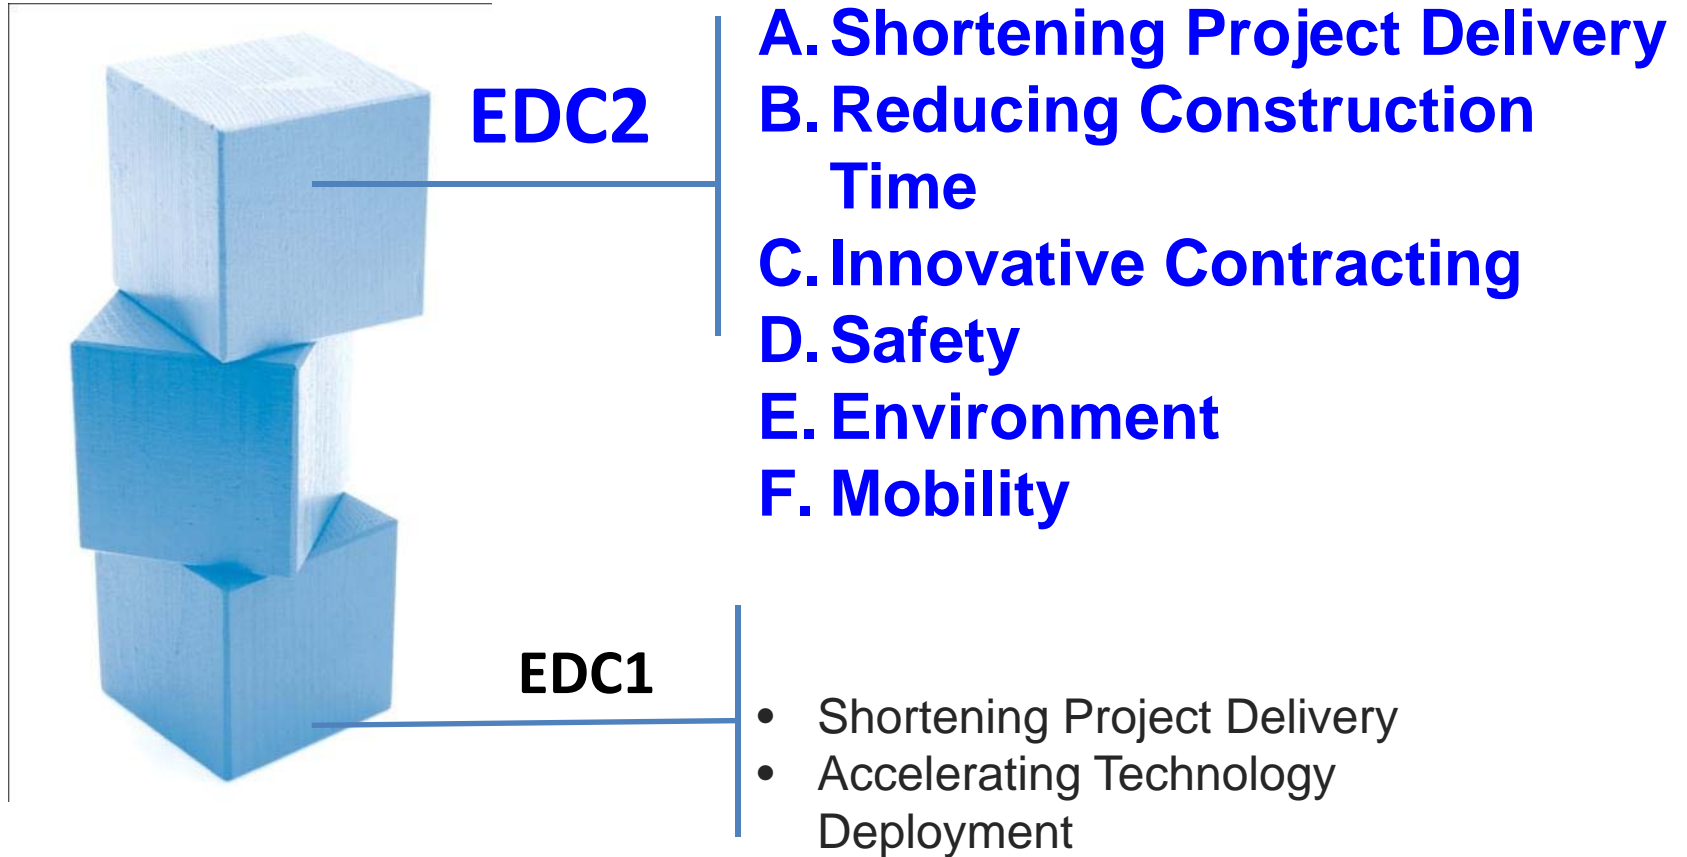 EDC2
A. Shortening Project Delivery
B. Reducing Construction
Time
C. Innovative Contracting
D. Safety
E. Environment
F. Mobility
EDC1
• Shortening Project Delivery
• Accelerating Technology
Deployment